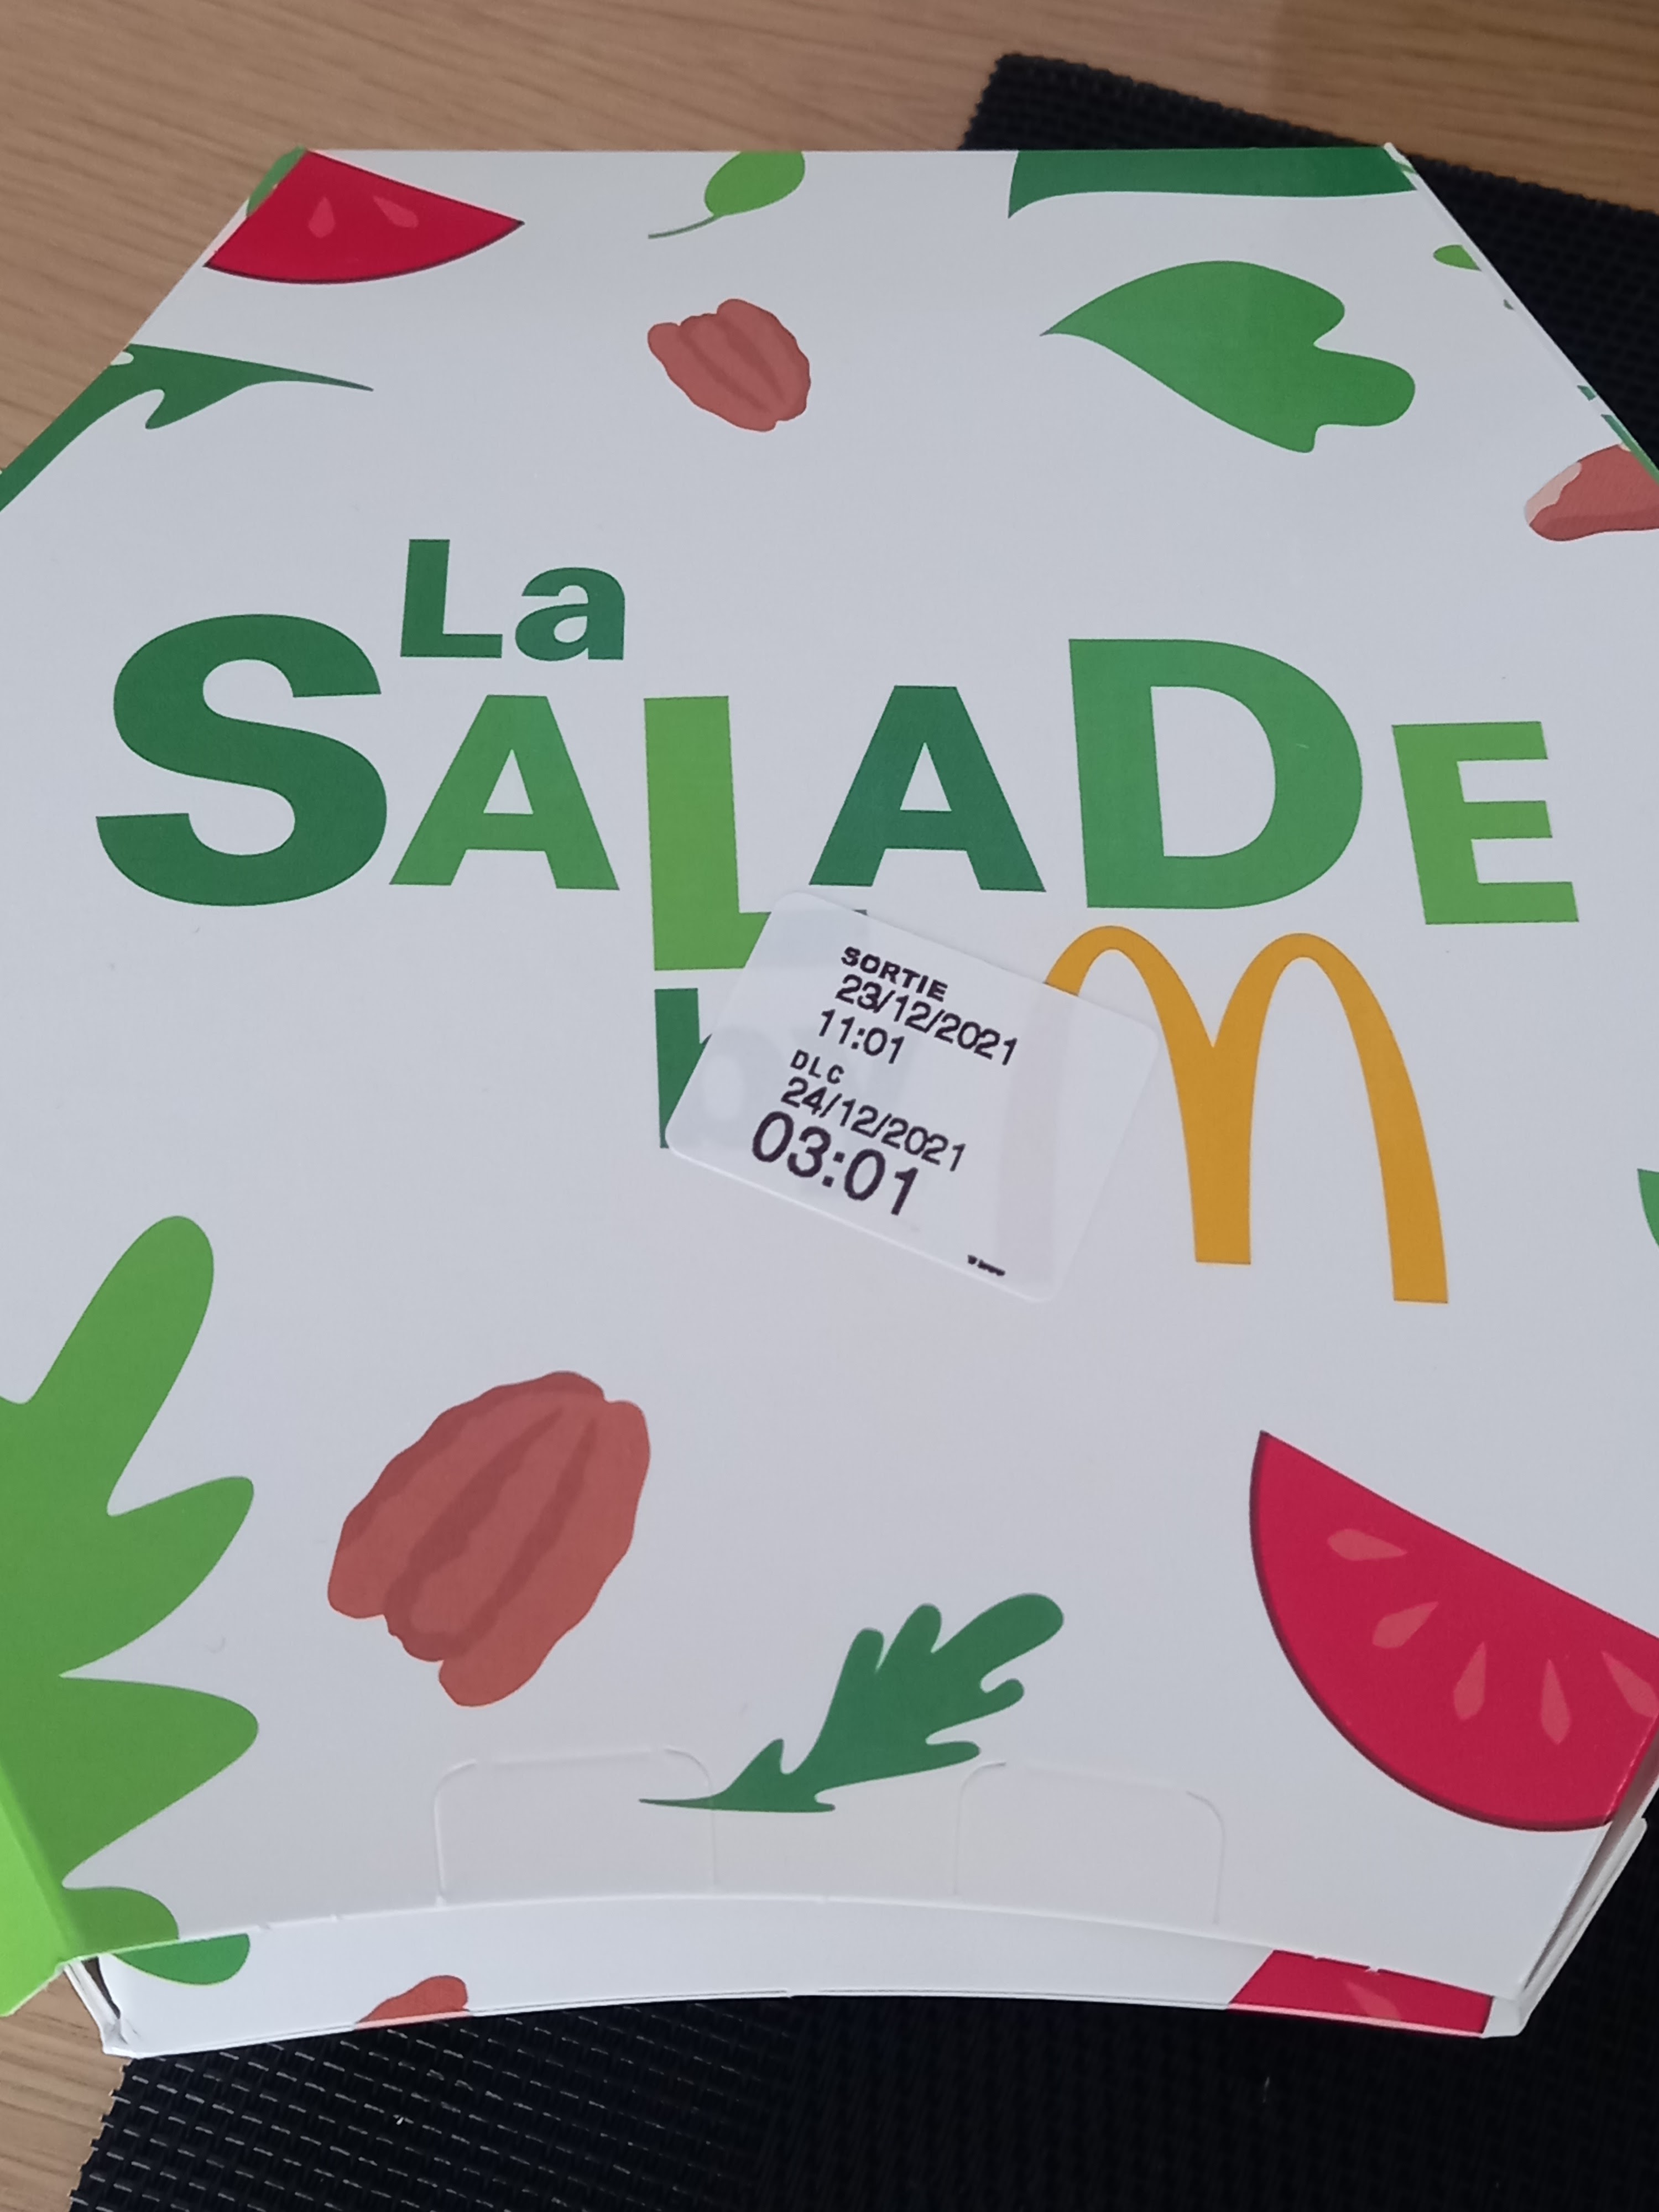 La
SALADE
SORTIE
23/12/2021
11:01
DLC
24/12/2021
03:01